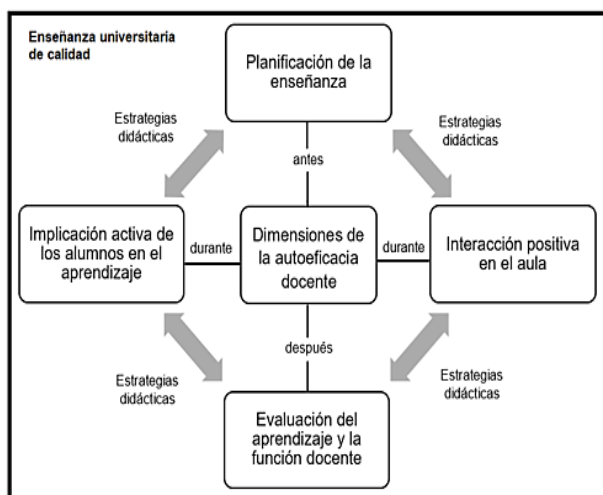 Enseñanza universitaria
de calidad
Planificación de la
enseñanza
Estrategias
didácticas
Estrategias
didácticas
antes
Implicación activa de
los alumnos en el
aprendizaje
durante
Dimensiones de
la autoeficacia
docente
durante
Interacción positiva
en el aula
después
Estrategias
didácticas
Estrategias
didácticas
Evaluación del
aprendizaje y la
función docente